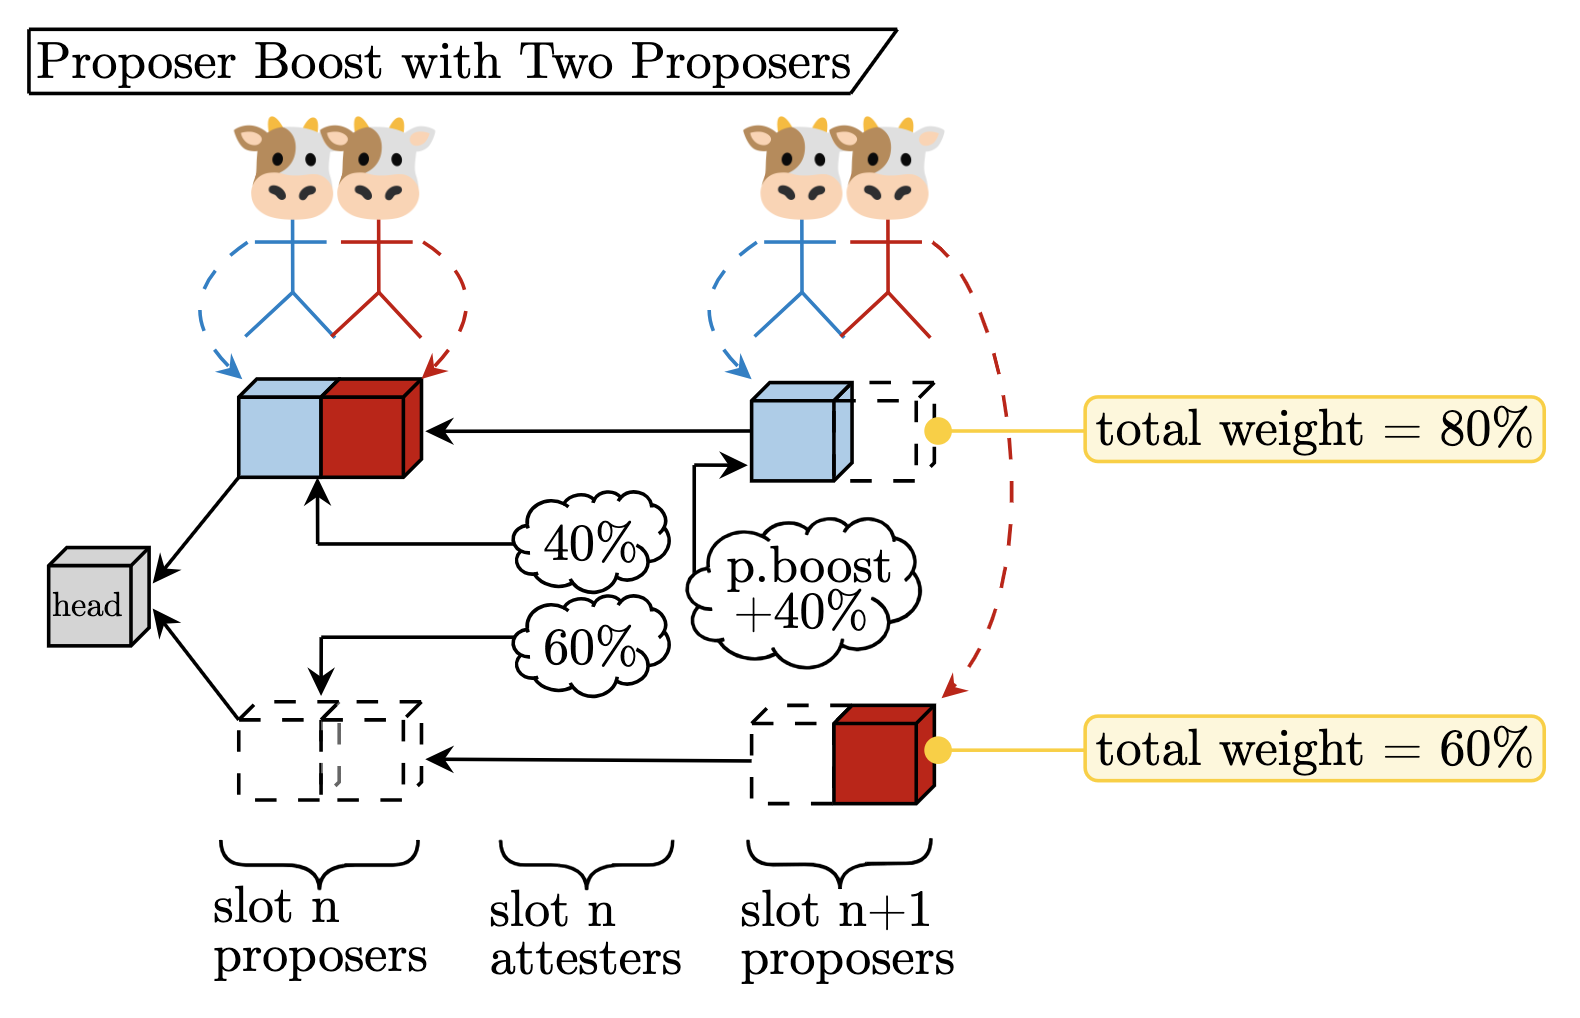 Proposer Boost with Two Proposers
total weight = 80%
40%
p.boost
+40%
head
60%
total weight = 60%
slot n
proposers
slot n
attesters
slot n+1
proposers